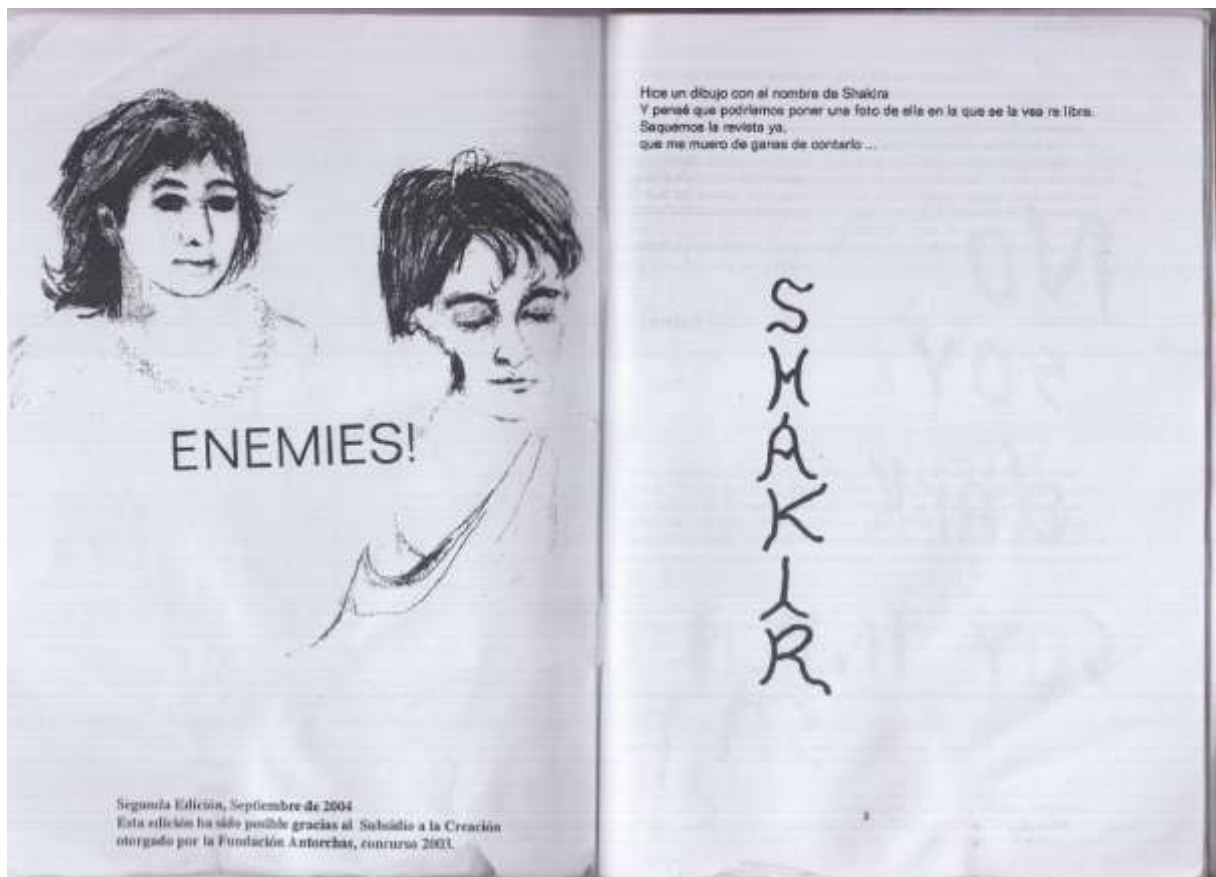 ENEMIES!
Segunda Edición, Septiembre de 2004
Esta edición ha sido posible gracias al Subsidio a la Creación
otorgado por la Fundación Antorchas, concurso 2003.
Hice un dibujo con el nombre de Shakira
Y pensé que podríamos poner una foto de ella en la que se la vea re libre.
Saquemos la revista ya,
que me muero de ganas de contarlo ...
S
H
A
K
I
R